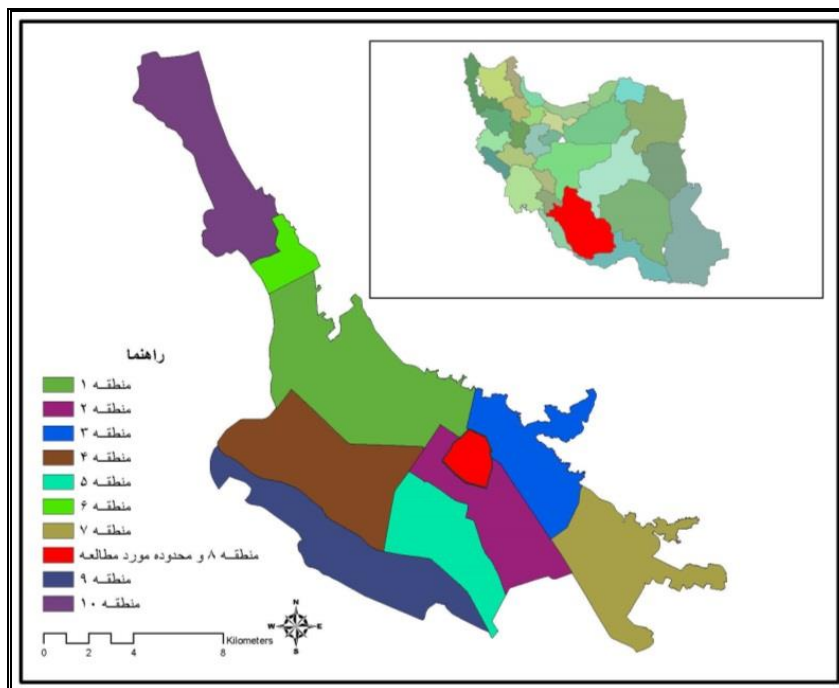 راهنما
منطقه ۱
منطقه ۲
منطقه ۳
منطقه ۴
منطقه ۵
منطقه ۶
منطقه ۷
منطقه ۸ و محدوده مورد مطالعه
منطقه ۹
منطقه ۱۰
N
W E
S
0 2 4 8 Kilometers